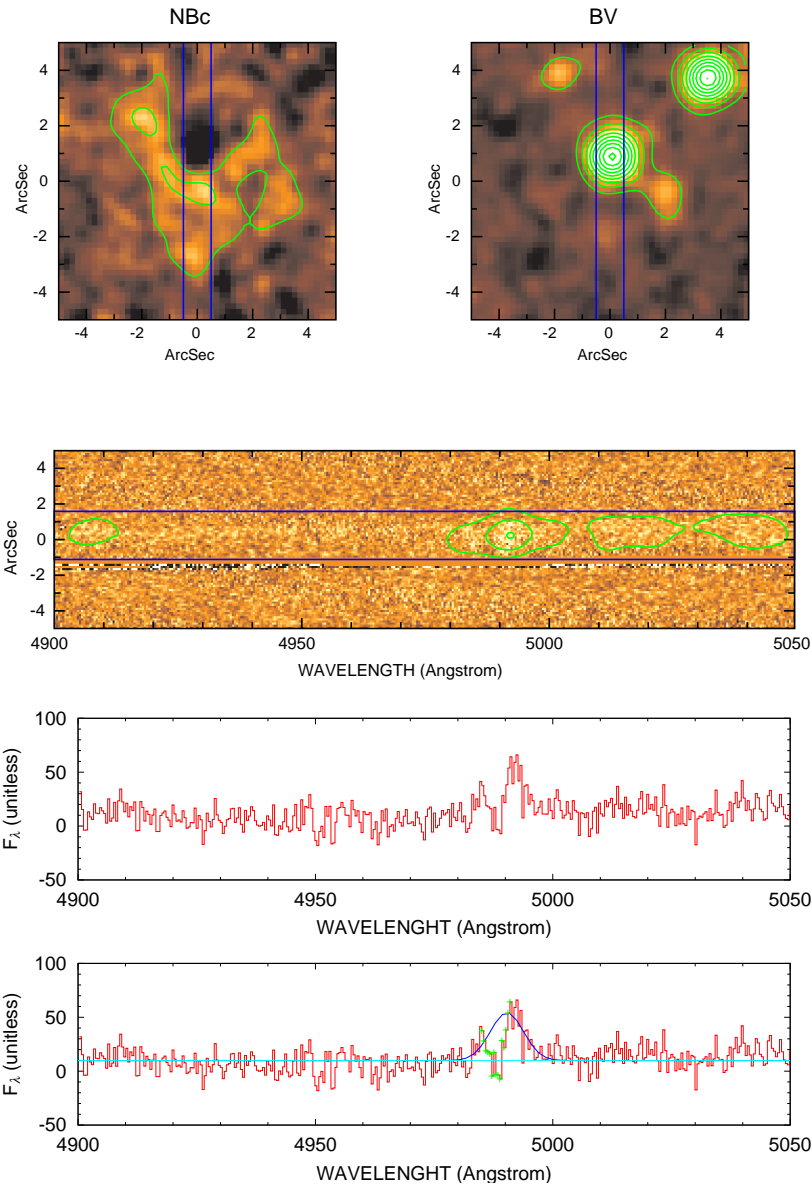 NBc
BV
4
2
0
-2
-4
ArcSec
-4 -2 0 2 4
ArcSec
4
2
0
-2
-4
ArcSec
-4 -2 0 2 4
ArcSec
4
2
0
-2
-4
ArcSec
4900 4950 5000 5050
WAVELENGTH (Angstrom)
100
50
0
-50
Fλ (unitless)
4900 4950 5000 5050
WAVELENGHT (Angstrom)
100
50
0
-50
Fλ (unitless)
4900 4950 5000 5050
WAVELENGHT (Angstrom)